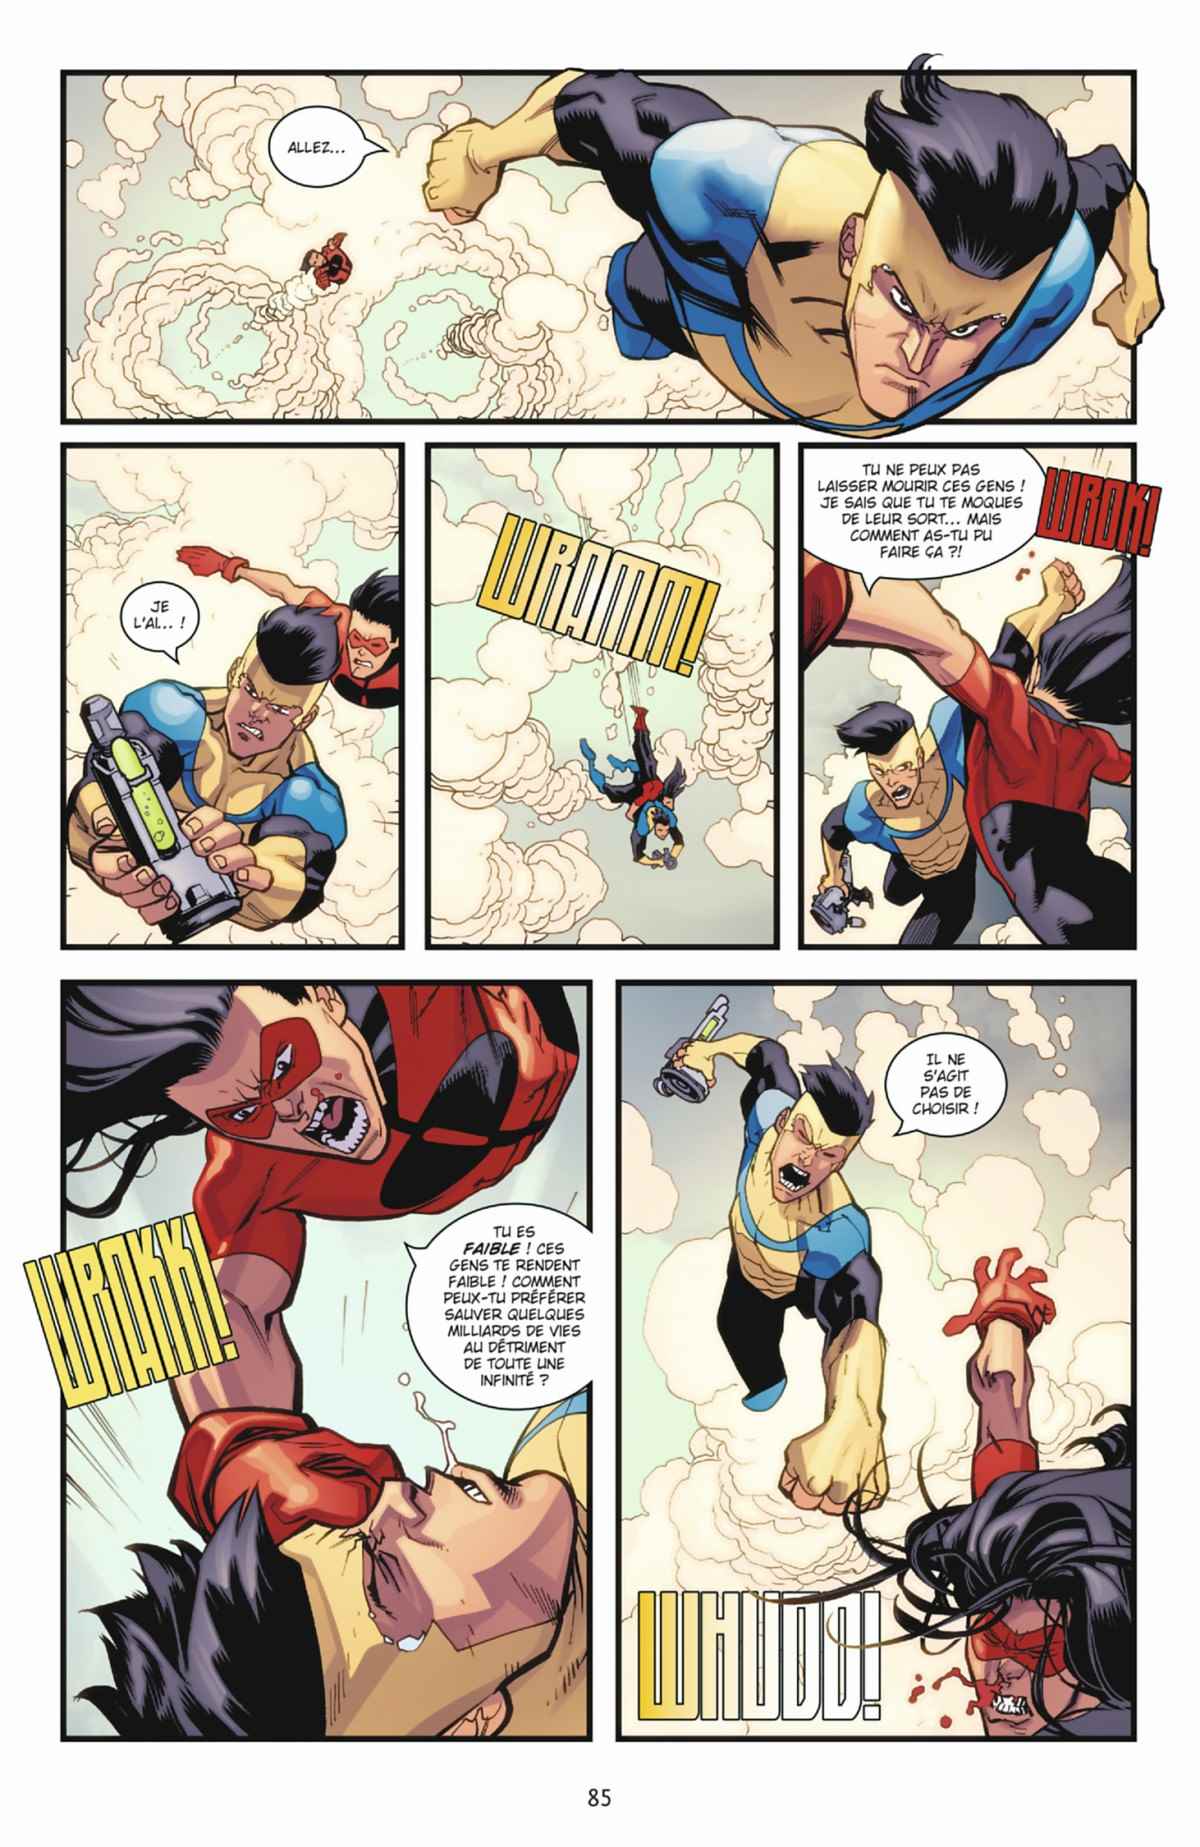 ALLEZ...
JE
L'AI... !
WRAMM!
TU NE PEUX PAS
LAISSER MOURIR CES GENS !
JE SAIS QUE TU TE MOQUES
DE LEUR SORT... MAIS
COMMENT AS-TU PU
FAIRE ÇA ?!
WROK!
WROKK!
TU ES
FAIBLE ! CES
GENS TE RENDENT
FAIBLE ! COMMENT
PEUX-TU PRÉFÉRER
SAUVER QUELQUES
MILLIARDS DE VIES
AU DÉTRIMENT
DE TOUTE UNE
INFINITÉ ?
IL NE
S'AGIT
PAS DE
CHOISIR !
WHUDD!
85